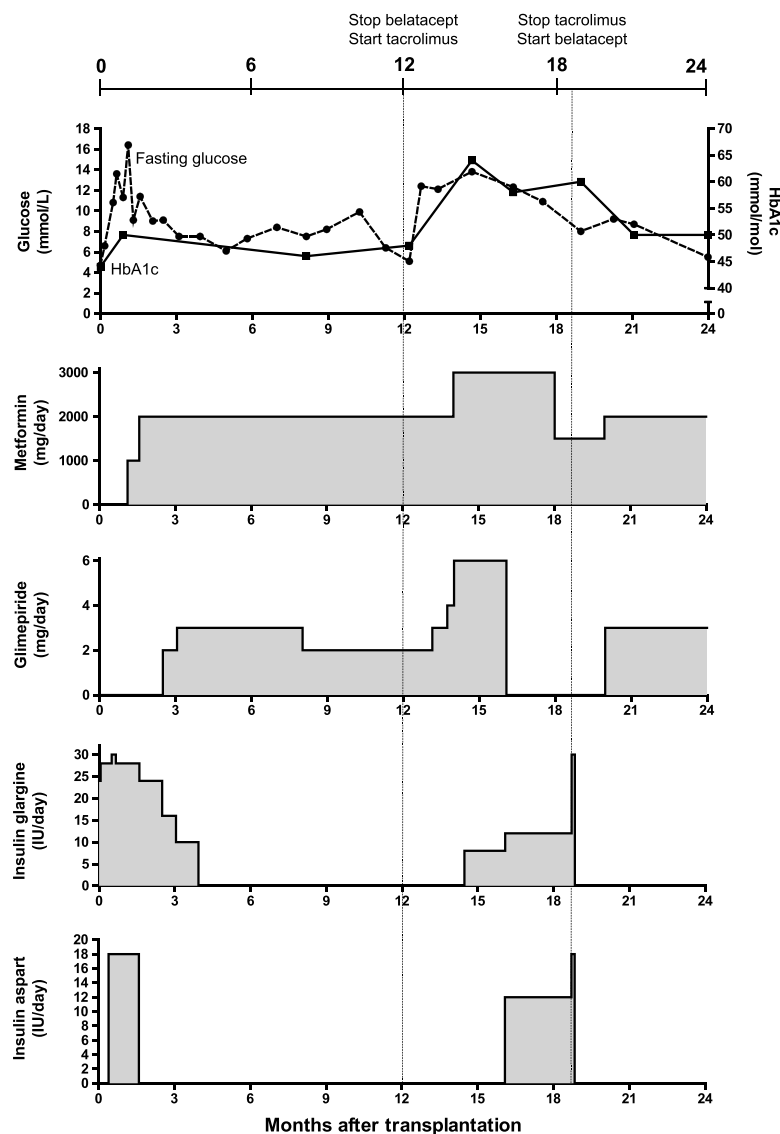 Stop belatacept
Start tacrolimus
Stop tacrolimus
Start belatacept
0 6 12 18 24
18
16
14
12
10
8
6
4
2
0
Glucose
(mmol/L)
Fasting glucose
HbA1c
70
65
60
55
50
45
40
0
HbA1c
(mmol/mol)
0 3 6 9 12 15 18 21 24
Metformin
(mg/day)
3000
2000
1000
0
0 3 6 9 12 15 18 21 24
Glimepiride
(mg/day)
6
4
2
0
0 3 6 9 12 15 18 21 24
Insulin glargine
(IU/day)
30
25
20
15
10
5
0
0 3 6 9 12 15 18 21 24
Insulin aspart
(IU/day)
20
18
16
14
12
10
8
6
4
2
0
0 3 6 9 12 15 18 21 24
Months after transplantation